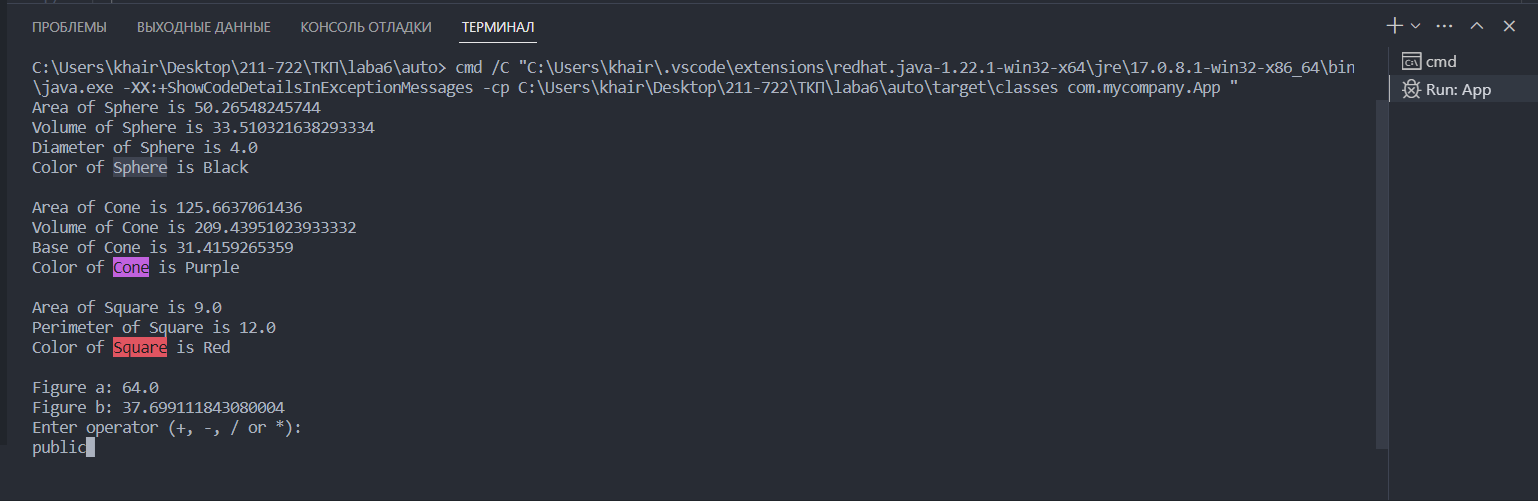 ПРОБЛЕМЫ ВЫХОДНЫЕ ДАННЫЕ КОНСОЛЬ ОТЛАДКИ ТЕРМИНАЛ
C:\Users\khair\Desktop\211-722\ТКП\laba6\auto> cmd /C "C:\Users\khair\.vscode\extensions\redhat.java-1.22.1-win32-x64\jre\17.0.8.1-win32-x86_64\bin
\java.exe -XX:+ShowCodeDetailsInExceptionMessages -cp C:\Users\khair\Desktop\211-722\ТКП\laba6\auto\target\classes com.mycompany.App "
Area of Sphere is 50.26548245744
Volume of Sphere is 33.510321638293334
Diameter of Sphere is 4.0
Color of Sphere is Black
Area of Cone is 125.6637061436
Volume of Cone is 209.43951023933332
Base of Cone is 31.4159265359
Color of Cone is Purple
Area of Square is 9.0
Perimeter of Square is 12.0
Color of Square is Red
Figure a: 64.0
Figure b: 37.699111843080004
Enter operator (+, -, / or *):
public
cmd
Run: App